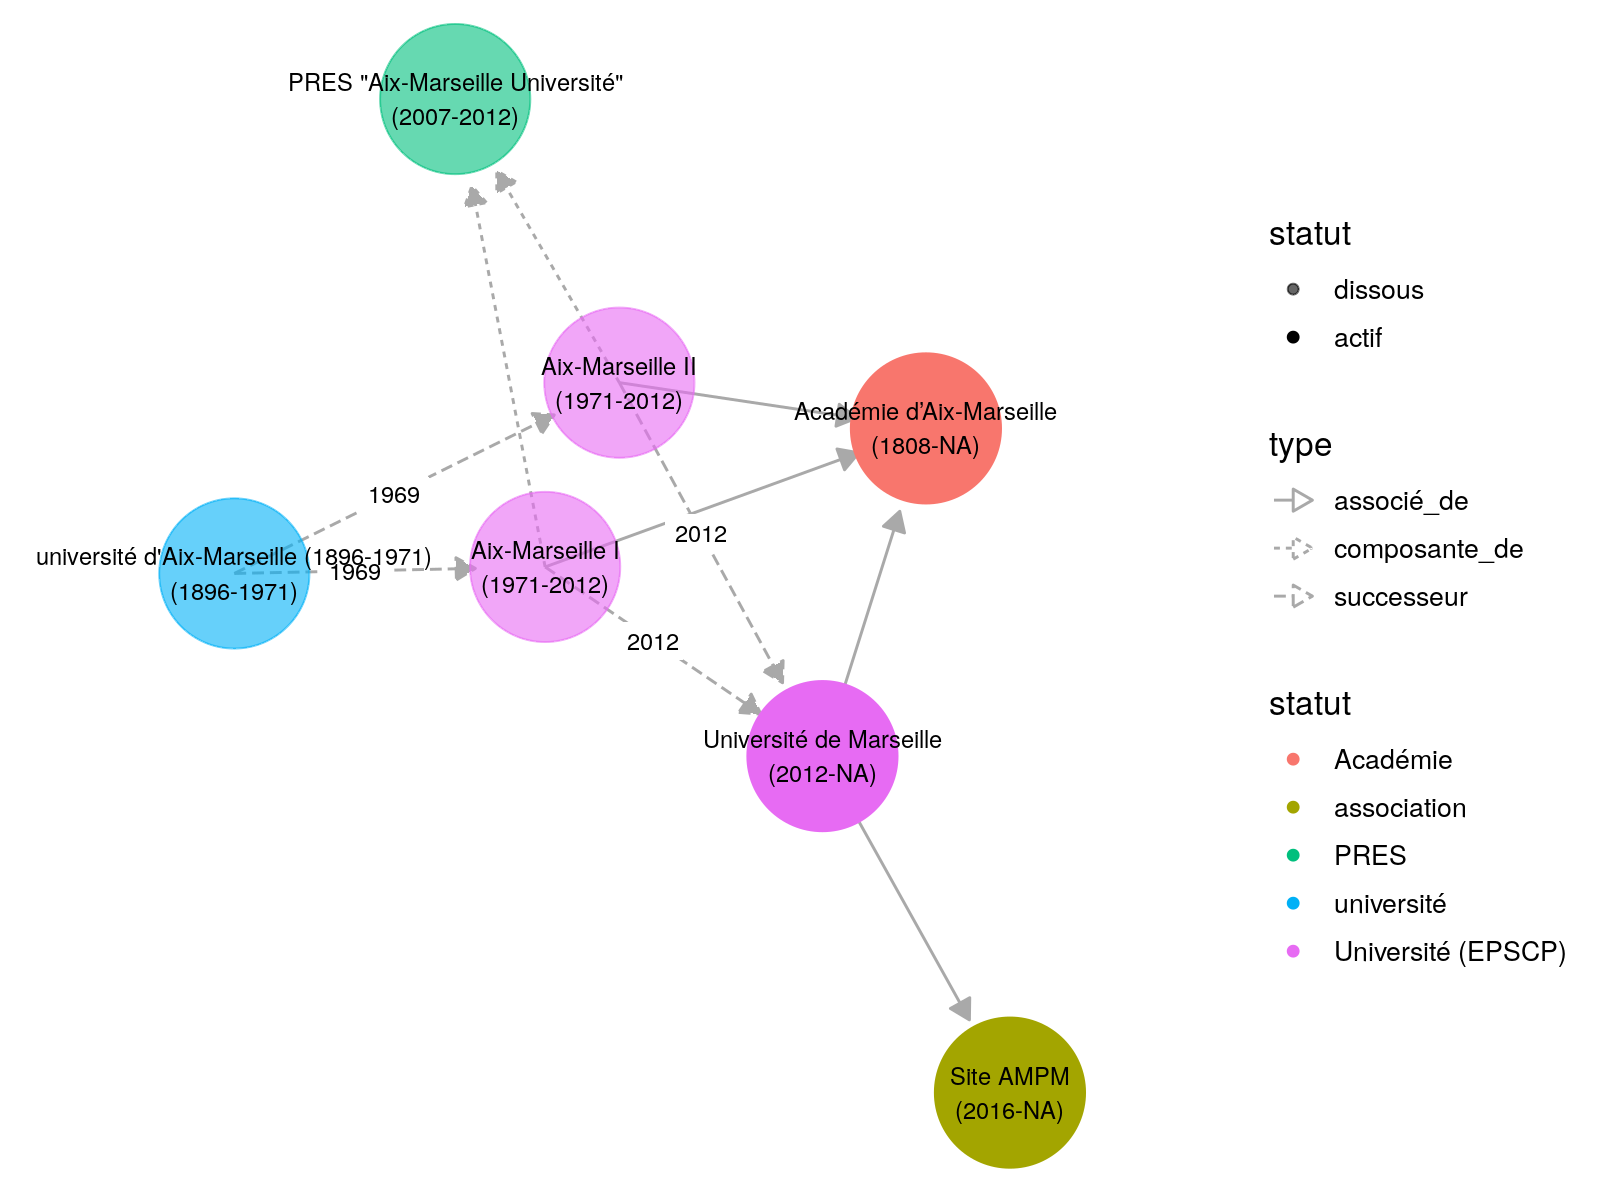 PRES "Aix-Marseille Université"
(2007-2012)
Aix-Marseille II
(1971-2012)
Académie d’Aix-Marseille
(1808-NA)
1969
2012
université d'Aix-Marseille (1896-1971)
(1896-1971)
1969
Aix-Marseille I
(1971-2012)
2012
Université de Marseille
(2012-NA)
Site AMPM
(2016-NA)
statut
dissous
actif
type
associé_de
composante_de
successeur
statut
Académie
association
PRES
université
Université (EPSCP)